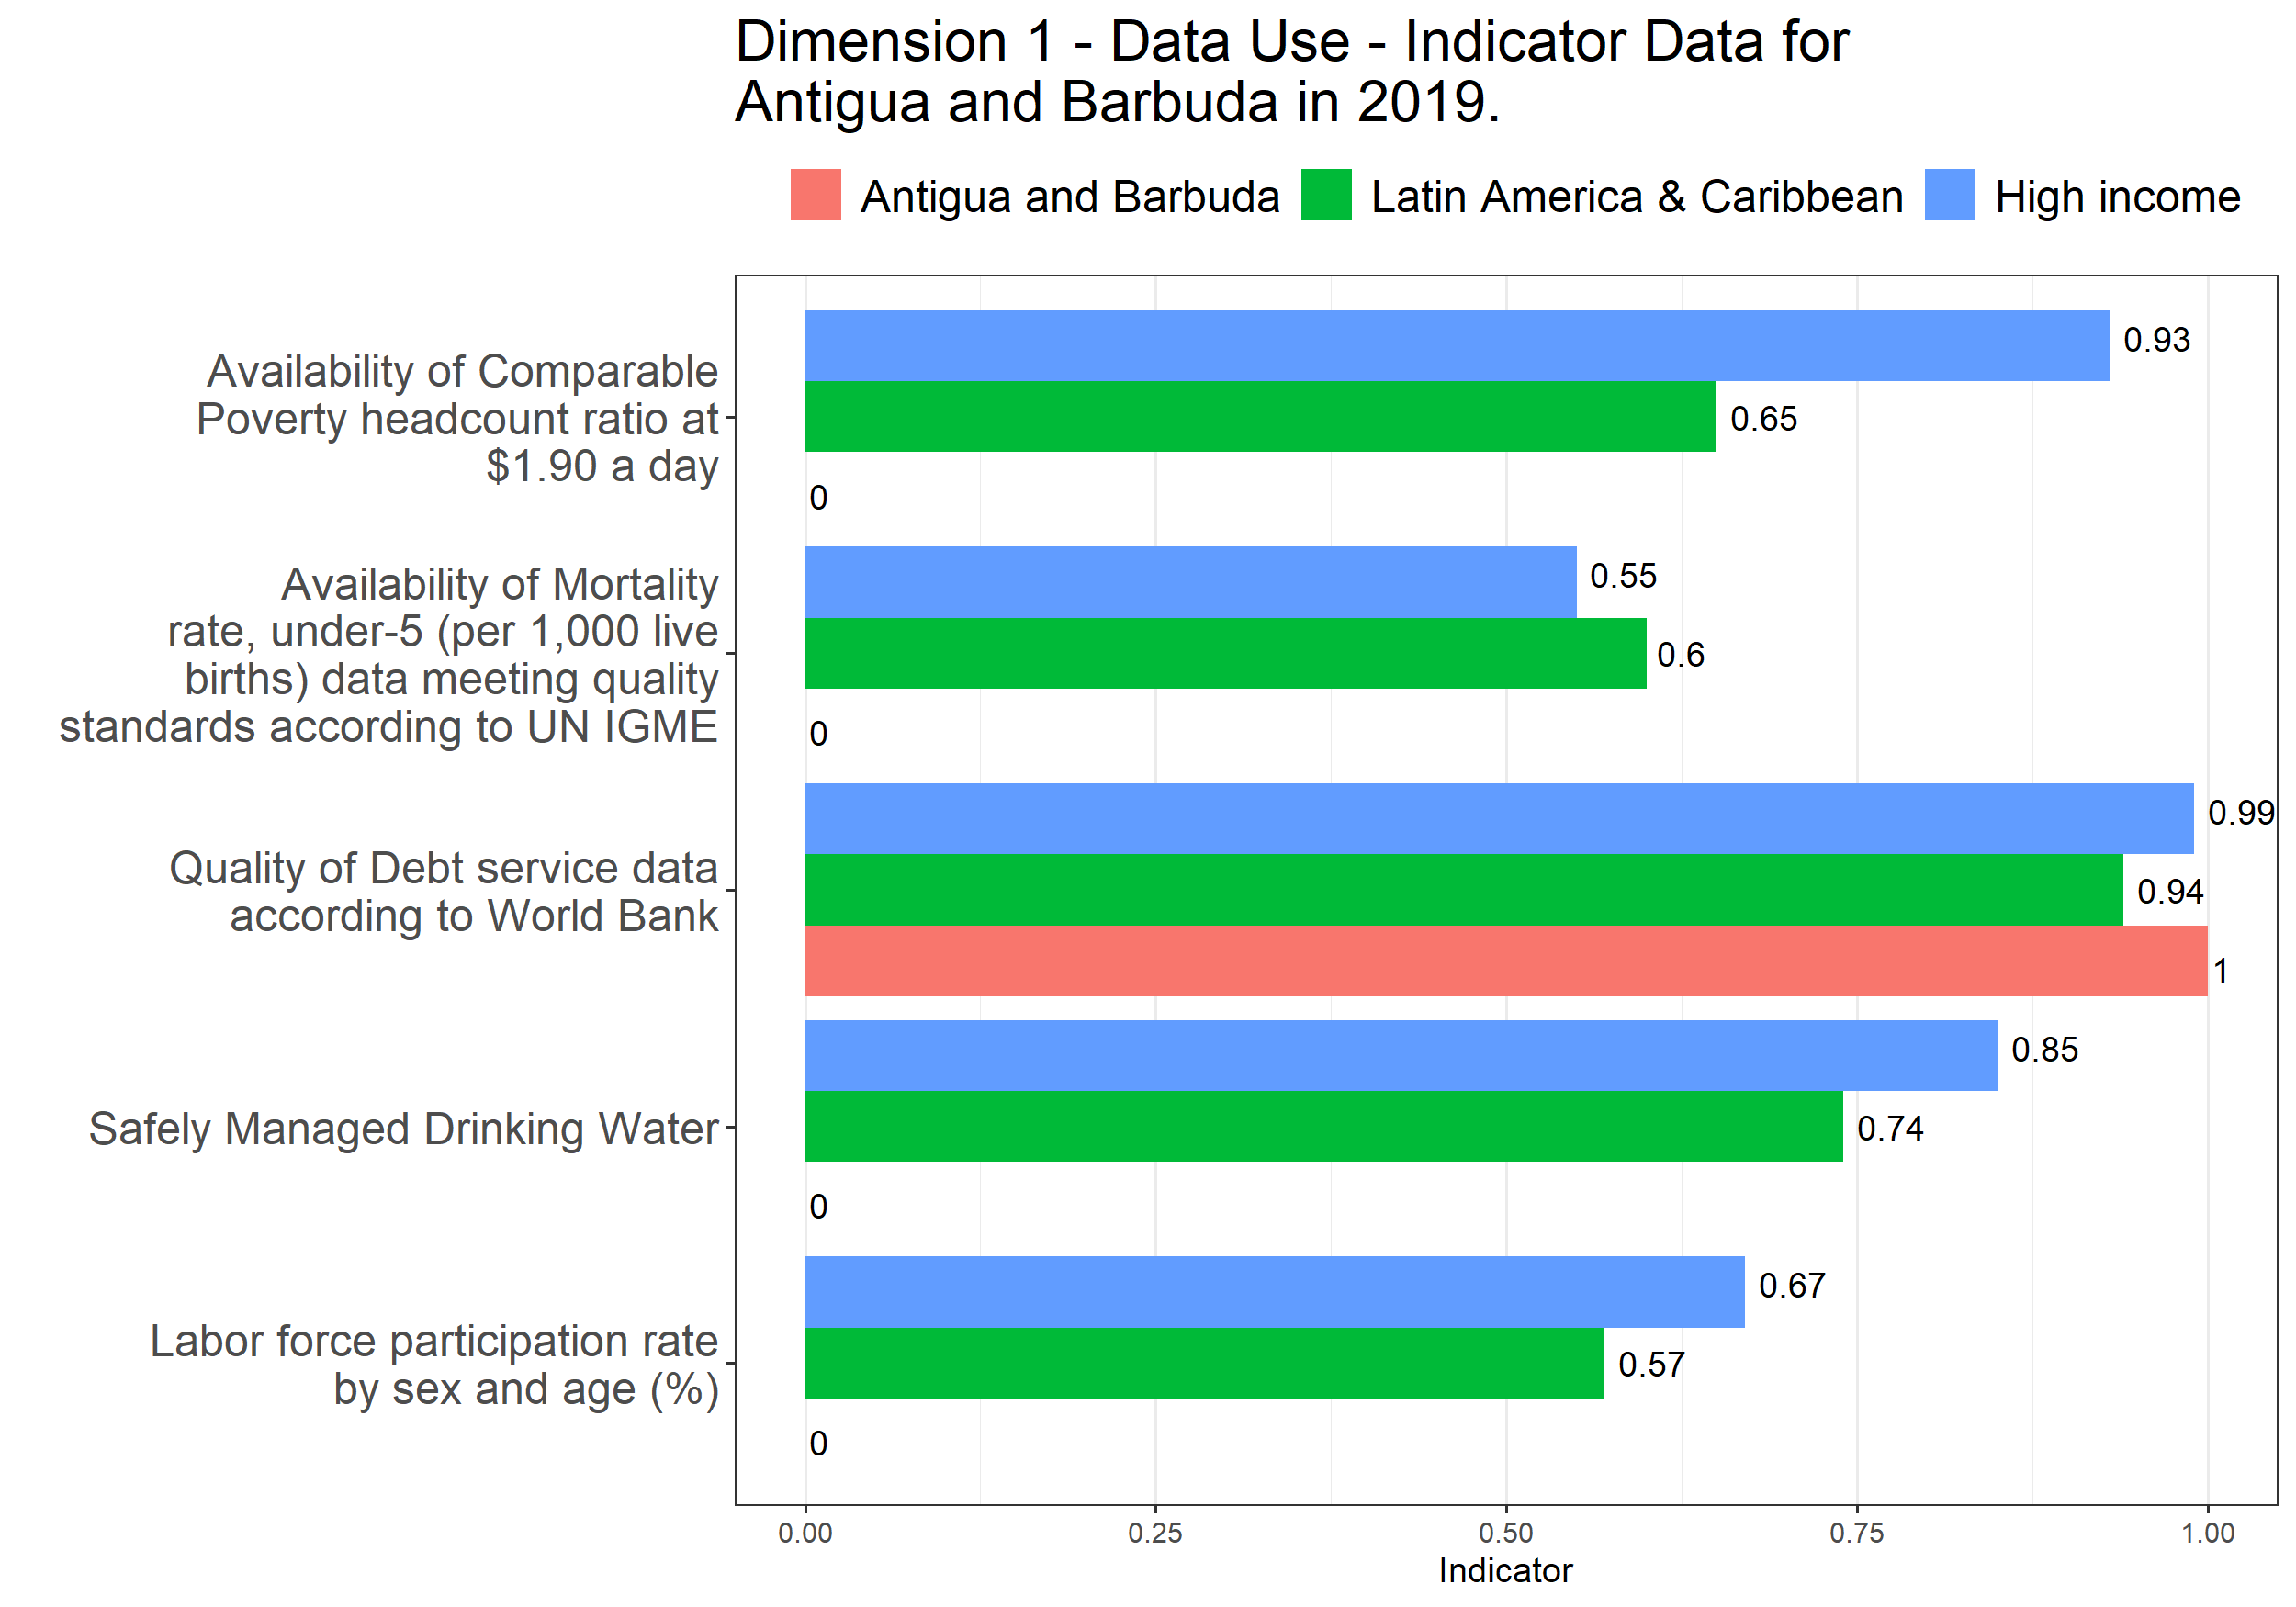 Dimension 1 - Data Use - Indicator Data for
Antigua and Barbuda in 2019.
Antigua and Barbuda Latin America & Caribbean High income
Availability of Comparable
Poverty headcount ratio at
$1.90 a day
0.93
0.65
0
Availability of Mortality
rate, under-5 (per 1,000 live
births) data meeting quality
standards according to UN IGME
0.55
0.6
0
Quality of Debt service data
according to World Bank
0.99
0.94
1
Safely Managed Drinking Water
0.85
0.74
0
Labor force participation rate
by sex and age (%)
0.67
0.57
0
0.00 0.25 0.50 0.75 1.00
Indicator